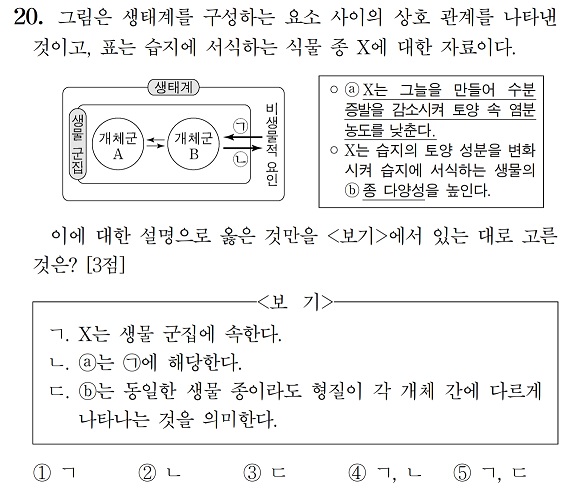 20. 그림은 생태계를 구성하는 요소 사이의 상호 관계를 나타낸
것이고, 표는 습지에 서식하는 식물 종 X에 대한 자료이다.
생태계
생물 군집
개체군
A
개체군
B
㉠
㉡
비생물적 요인
○ ⓐ X는 그늘을 만들어 수분
증발을 감소시켜 토양 속 염분
농도를 낮춘다.
○ X는 습지의 토양 성분을 변화
시켜 습지에 서식하는 생물의
ⓑ 종 다양성을 높인다.
이에 대한 설명으로 옳은 것만을 <보기>에서 있는 대로 고른
것은? [3점]
<보 기>
ㄱ. X는 생물 군집에 속한다.
ㄴ. ⓐ는 ㉠에 해당한다.
ㄷ. ⓑ는 동일한 생물 종이라도 형질이 각 개체 간에 다르게
나타나는 것을 의미한다.
① ㄱ ② ㄴ ③ ㄷ ④ ㄱ, ㄴ ⑤ ㄱ, ㄷ